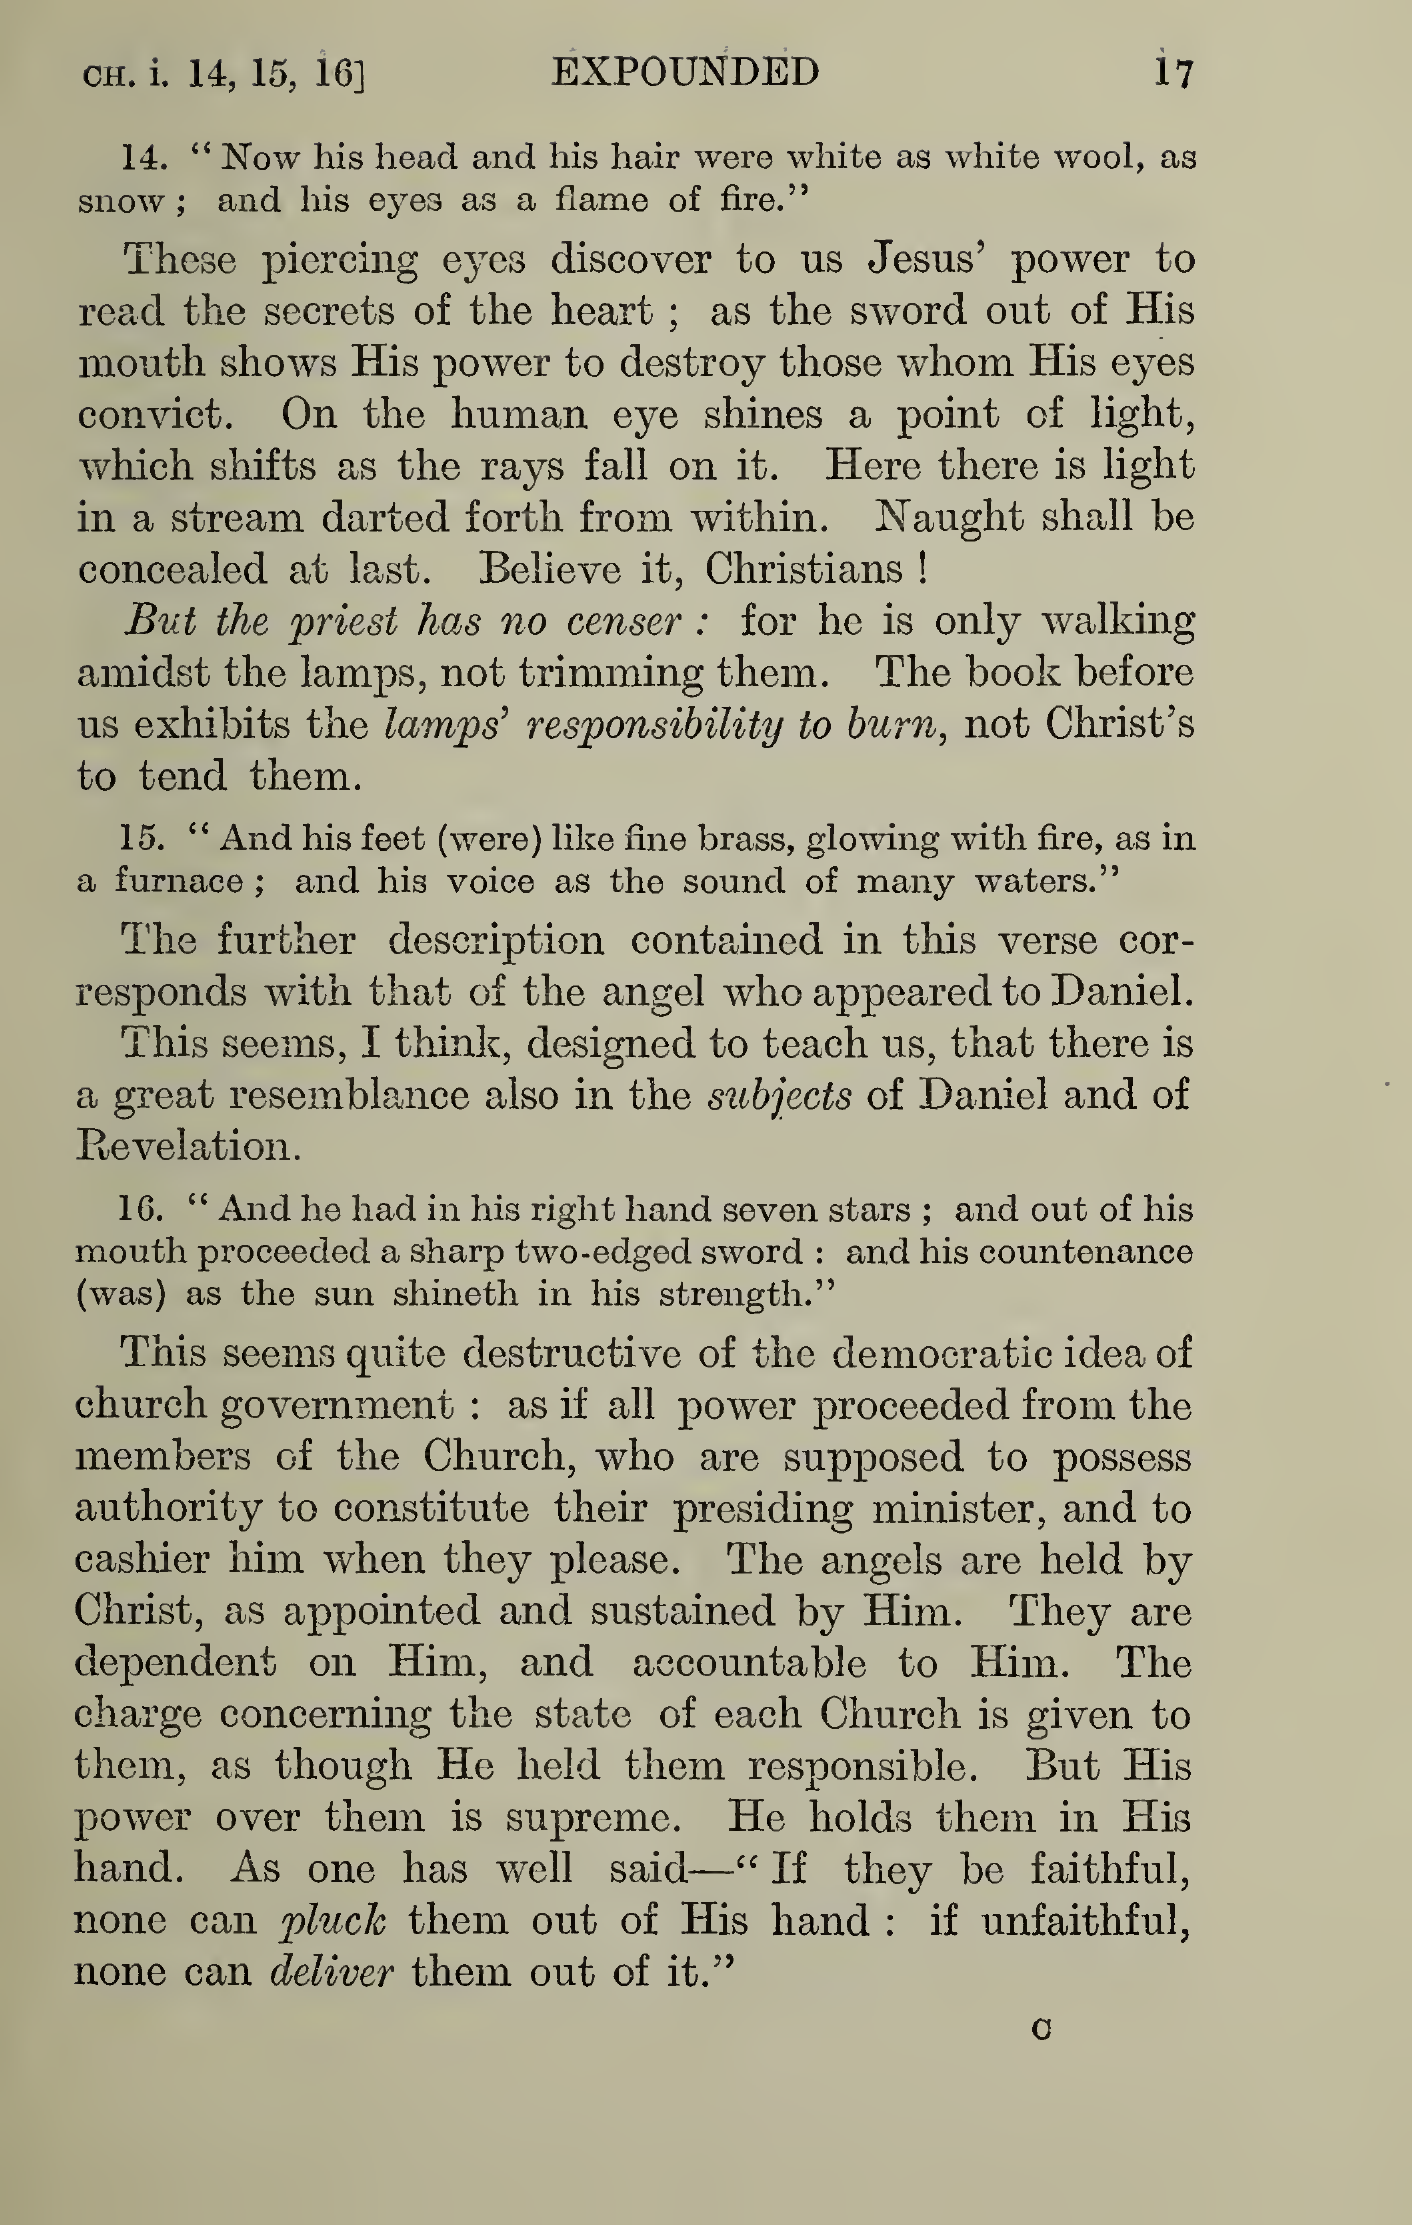 CH. i. 14, 15, 16] EXPOUNDED 17
14. “ Now his head and his hair were white as white wool, as
snow ; and his eyes as a flame of fire.”
These piercing eyes discover to us Jesus’ power to
read the secrets of the heart ; as the sword out of His
mouth shows His power to destroy those whom His eyes
convict. On the human eye shines a point of light,
which shifts as the rays fall on it. Here there is light
in a stream darted forth from within. Naught shall be
concealed at last. Believe it, Christians !
But the priest has no censer : for he is only walking
amidst the lamps, not trimming them. The book before
us exhibits the lamps’ responsibility to burn, not Christ’s
to tend them.
15. “ And his feet (were) like fine brass, glowing with fire, as in
a furnace ; and his voice as the sound of many waters.”
The further description contained in this verse cor-
responds with that of the angel who appeared to Daniel.
This seems, I think, designed to teach us, that there is
a great resemblance also in the subjects of Daniel and of
Revelation.
16. “ And he had in his right hand seven stars ; and out of his
mouth proceeded a sharp two-edged sword : and his countenance
(was) as the sun shineth in his strength.”
This seems quite destructive of the democratic idea of
church government : as if all power proceeded from the
members of the Church, who are supposed to possess
authority to constitute their presiding minister, and to
cashier him when they please. The angels are held by
Christ, as appointed and sustained by Him. They are
dependent on Him, and accountable to Him. The
charge concerning the state of each Church is given to
them, as though He held them responsible. But His
power over them is supreme. He holds them in His
hand. As one has well said—“ If they be faithful,
none can pluck them out of His hand : if unfaithful,
none can deliver them out of it.”
C